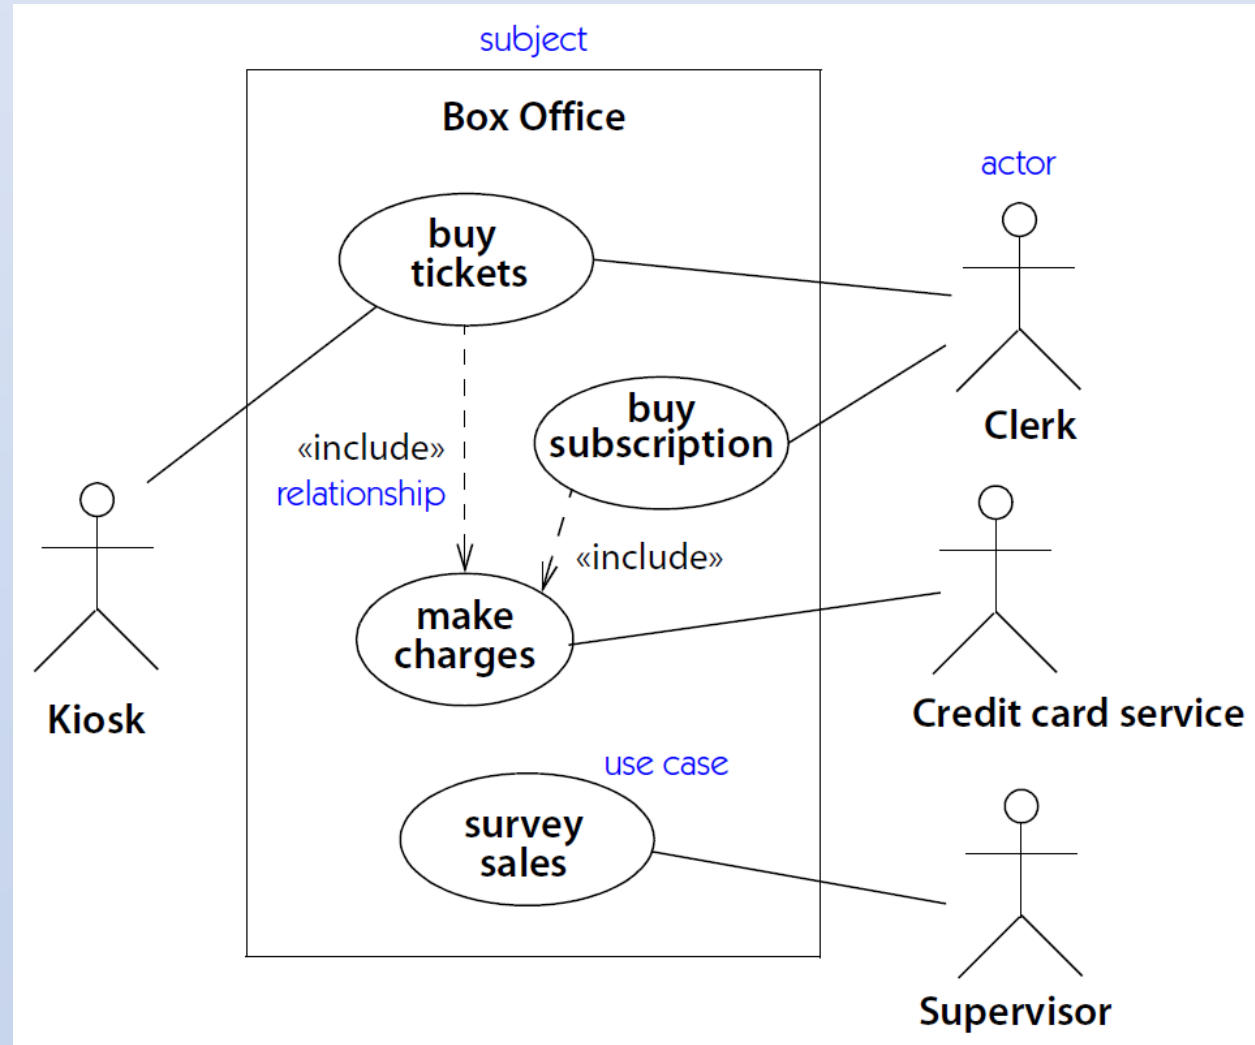 subject
Box Office
actor
buy
tickets
buy
subscription
Clerk
«include»
relationship
«include»
make
charges
Kiosk
Credit card service
use case
survey
sales
Supervisor